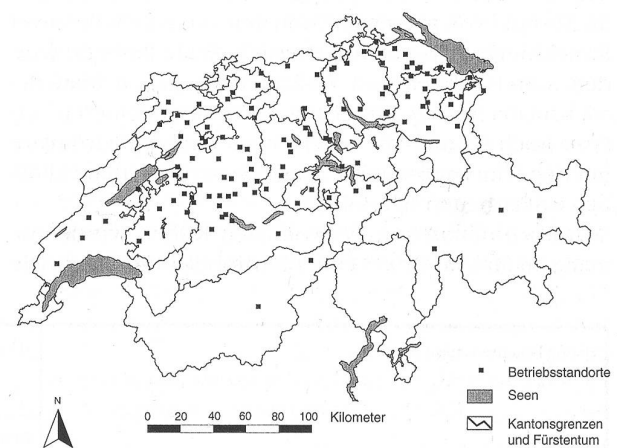 N
0 20 40 60 80 100 Kilometer
Betriebsstandorte
Seen
Kantonsgrenzen
und Fürstentum